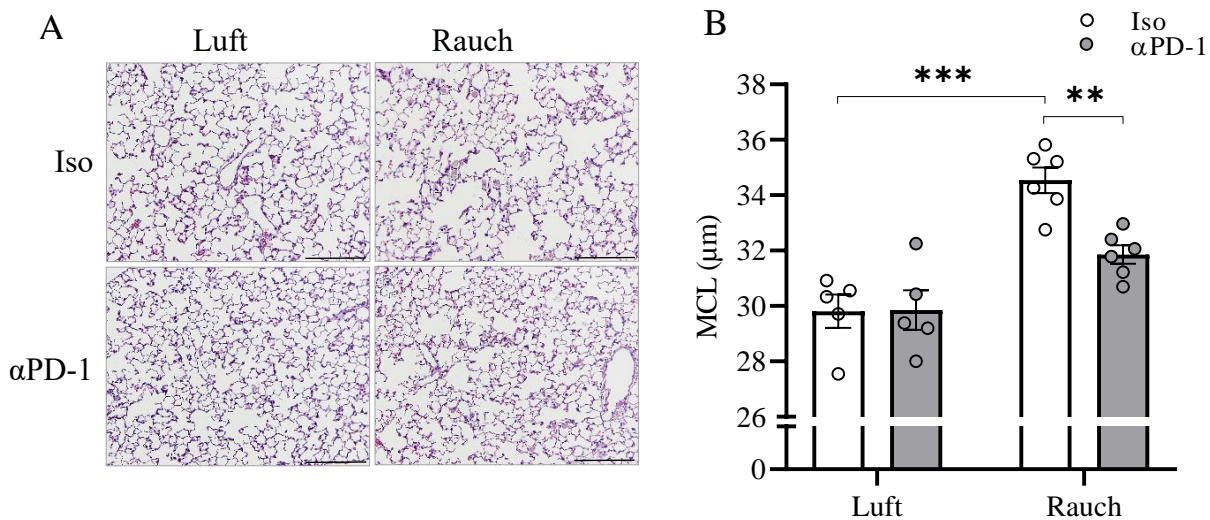 A
Luft Rauch
Iso
αPD-1
B
Iso
αPD-1
***
**
MCL (µm)
38
36
34
32
30
28
26
0
Luft Rauch